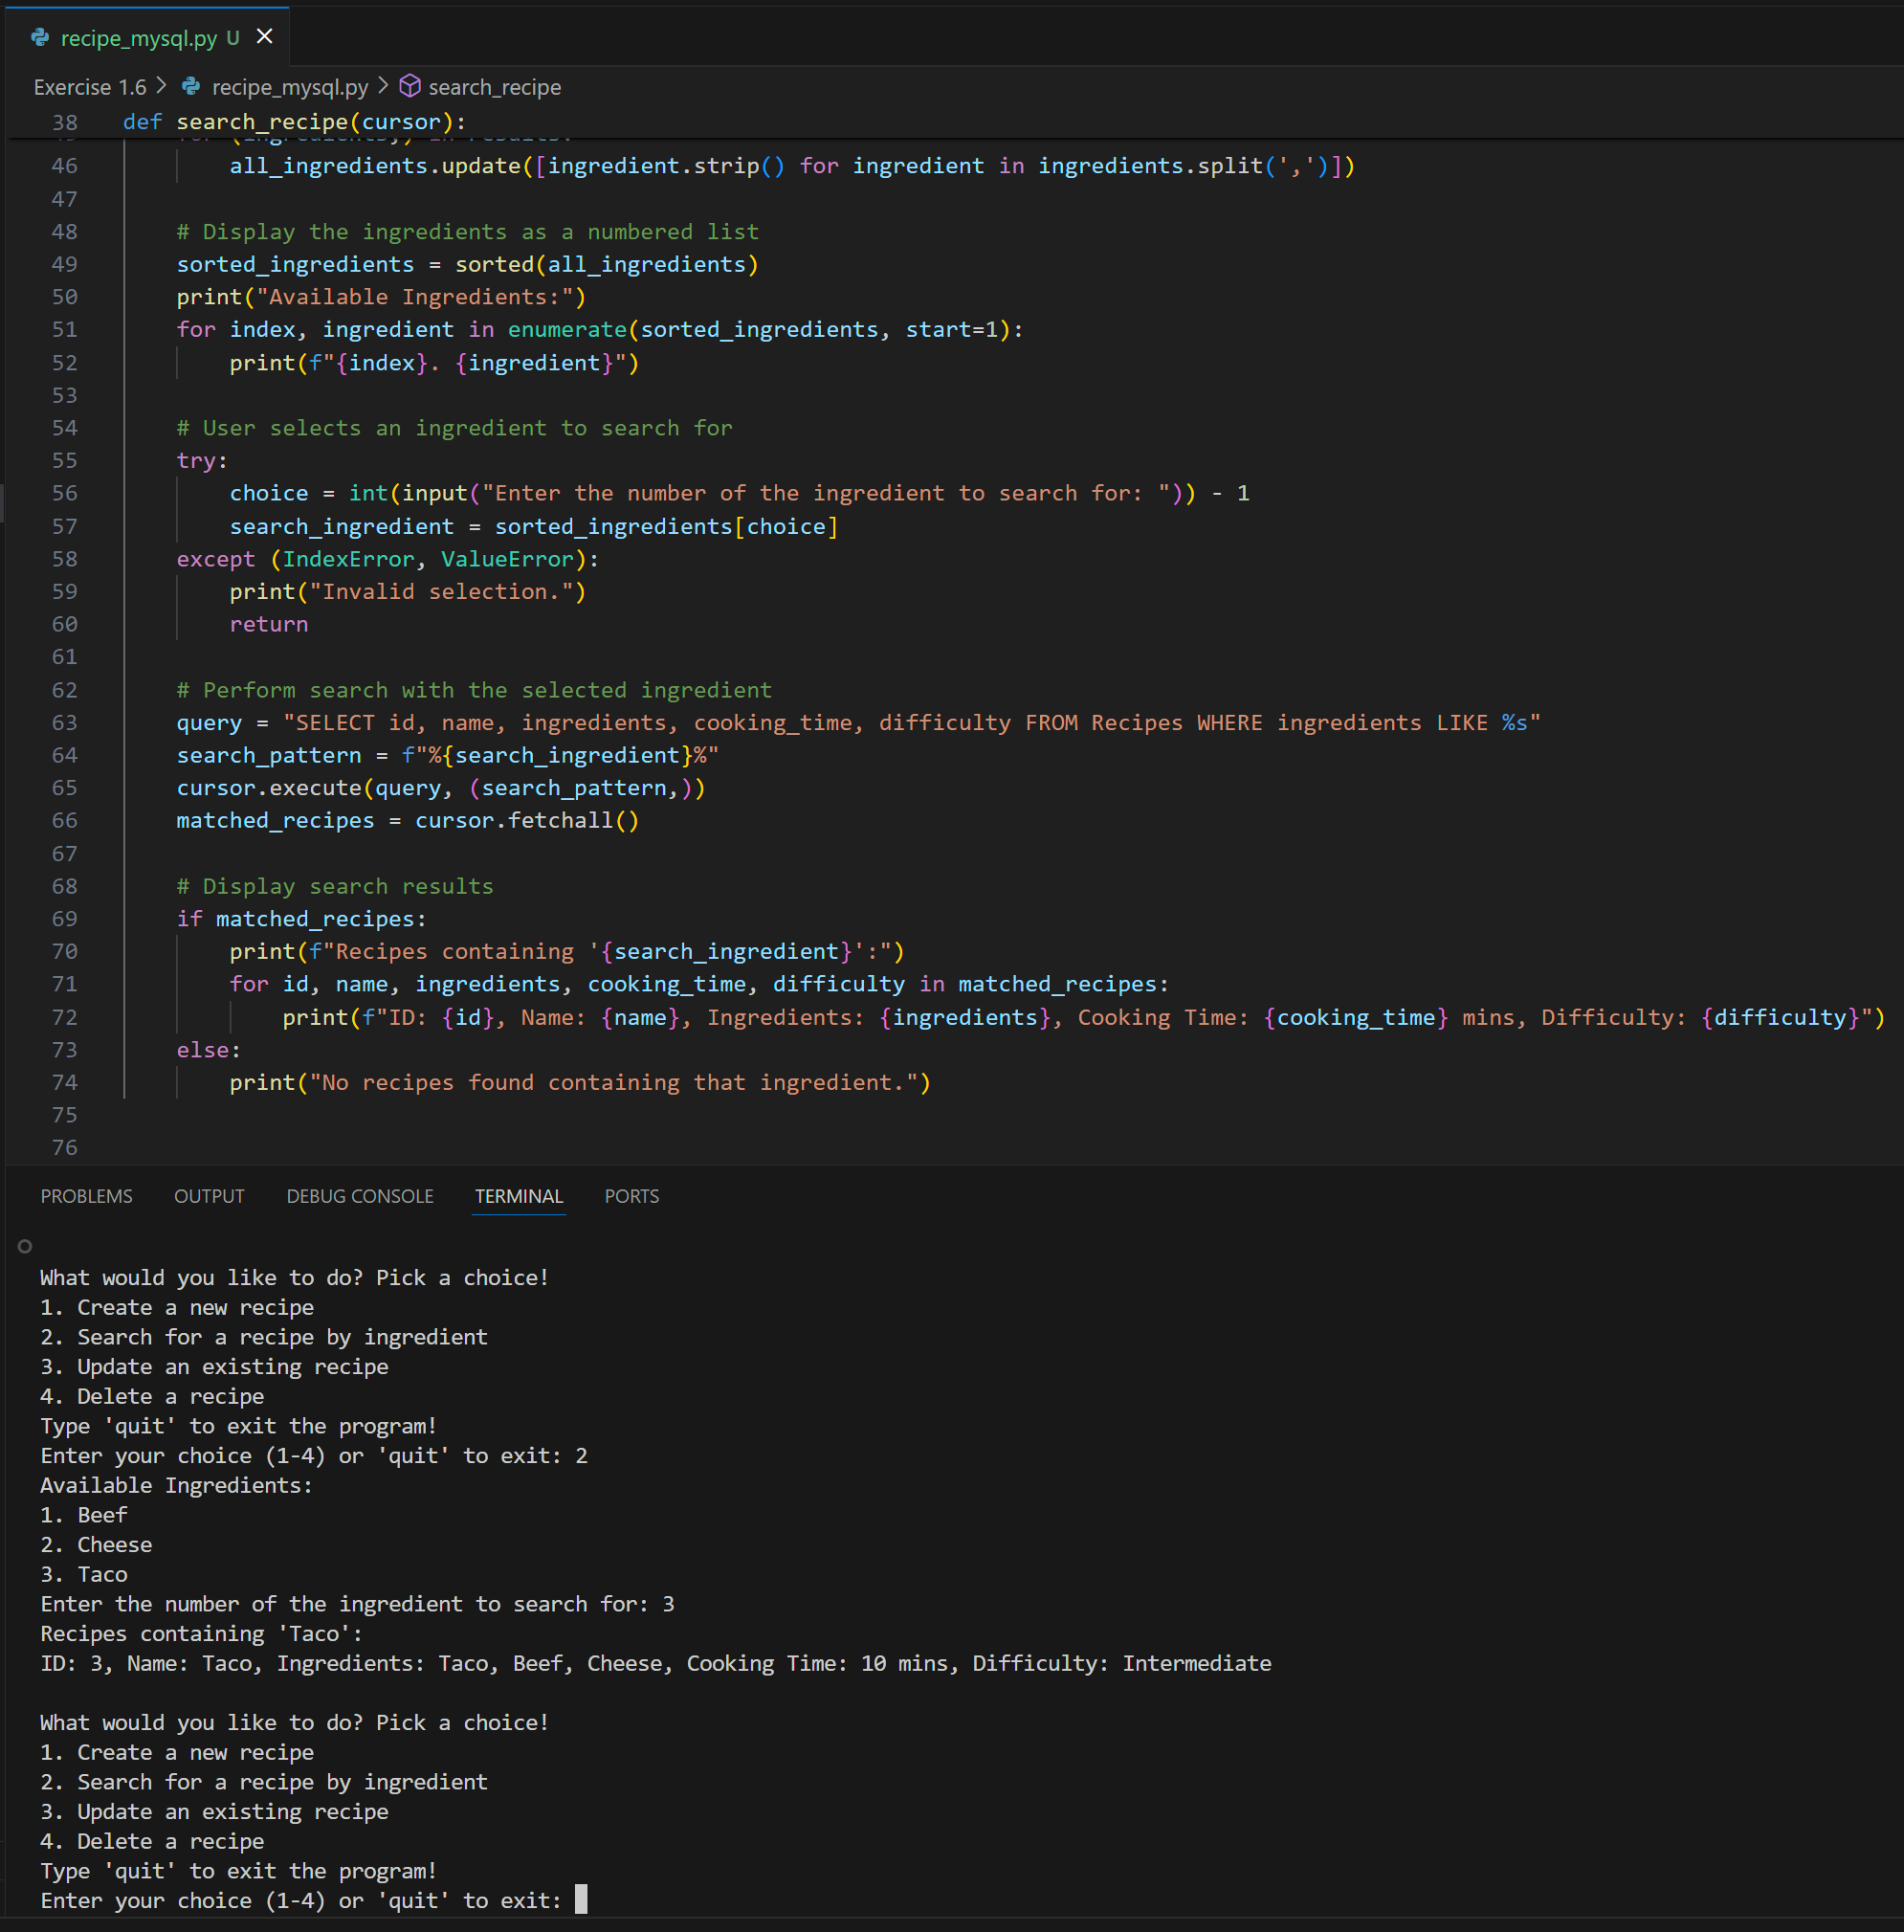 recipe_mysql.py U
Exercise 1.6 > recipe_mysql.py > search_recipe
38 def search_recipe(cursor):
46 all_ingredients.update([ingredient.strip() for ingredient in ingredients.split(',')])
47
48 # Display the ingredients as a numbered list
49 sorted_ingredients = sorted(all_ingredients)
50 print("Available Ingredients:")
51 for index, ingredient in enumerate(sorted_ingredients, start=1):
52 print(f"{index}. {ingredient}")
53
54 # User selects an ingredient to search for
55 try:
56 choice = int(input("Enter the number of the ingredient to search for: ")) - 1
57 search_ingredient = sorted_ingredients[choice]
58 except (IndexError, ValueError):
59 print("Invalid selection.")
60 return
61
62 # Perform search with the selected ingredient
63 query = "SELECT id, name, ingredients, cooking_time, difficulty FROM Recipes WHERE ingredients LIKE %s"
64 search_pattern = f"%{search_ingredient}%"
65 cursor.execute(query, (search_pattern,))
66 matched_recipes = cursor.fetchall()
67
68 # Display search results
69 if matched_recipes:
70 print(f"Recipes containing '{search_ingredient}':")
71 for id, name, ingredients, cooking_time, difficulty in matched_recipes:
72 print(f"ID: {id}, Name: {name}, Ingredients: {ingredients}, Cooking Time: {cooking_time} mins, Difficulty: {difficulty}")
73 else:
74 print("No recipes found containing that ingredient.")
75
76
PROBLEMS OUTPUT DEBUG CONSOLE TERMINAL PORTS
What would you like to do? Pick a choice!
1. Create a new recipe
2. Search for a recipe by ingredient
3. Update an existing recipe
4. Delete a recipe
Type 'quit' to exit the program!
Enter your choice (1-4) or 'quit' to exit: 2
Available Ingredients:
1. Beef
2. Cheese
3. Taco
Enter the number of the ingredient to search for: 3
Recipes containing 'Taco':
ID: 3, Name: Taco, Ingredients: Taco, Beef, Cheese, Cooking Time: 10 mins, Difficulty: Intermediate
What would you like to do? Pick a choice!
1. Create a new recipe
2. Search for a recipe by ingredient
3. Update an existing recipe
4. Delete a recipe
Type 'quit' to exit the program!
Enter your choice (1-4) or 'quit' to exit: